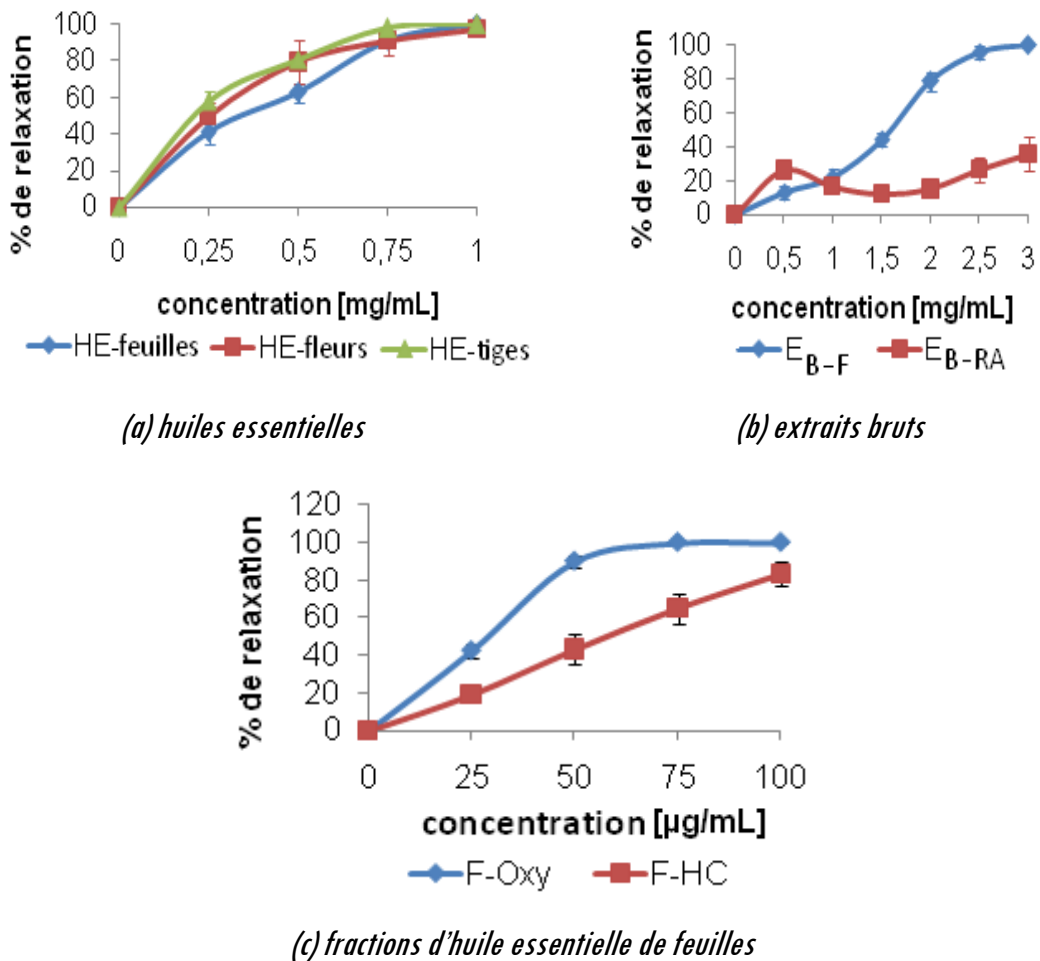 % de relaxation
100
80
60
40
20
0
0 0,25 0,5 0,75 1
concentration [mg/mL]
HE-feuilles HE-fleurs HE-tiges
(a) huiles essentielles
% de relaxation
100
80
60
40
20
0
0 0,5 1 1,5 2 2,5 3
concentration [mg/mL]
E B-F E B-RA
(b) extraits bruts
% de relaxation
120
100
80
60
40
20
0
0 25 50 75 100
concentration [µg/mL]
F-Oxy F-HC
(c) fractions d'huile essentielle de feuilles